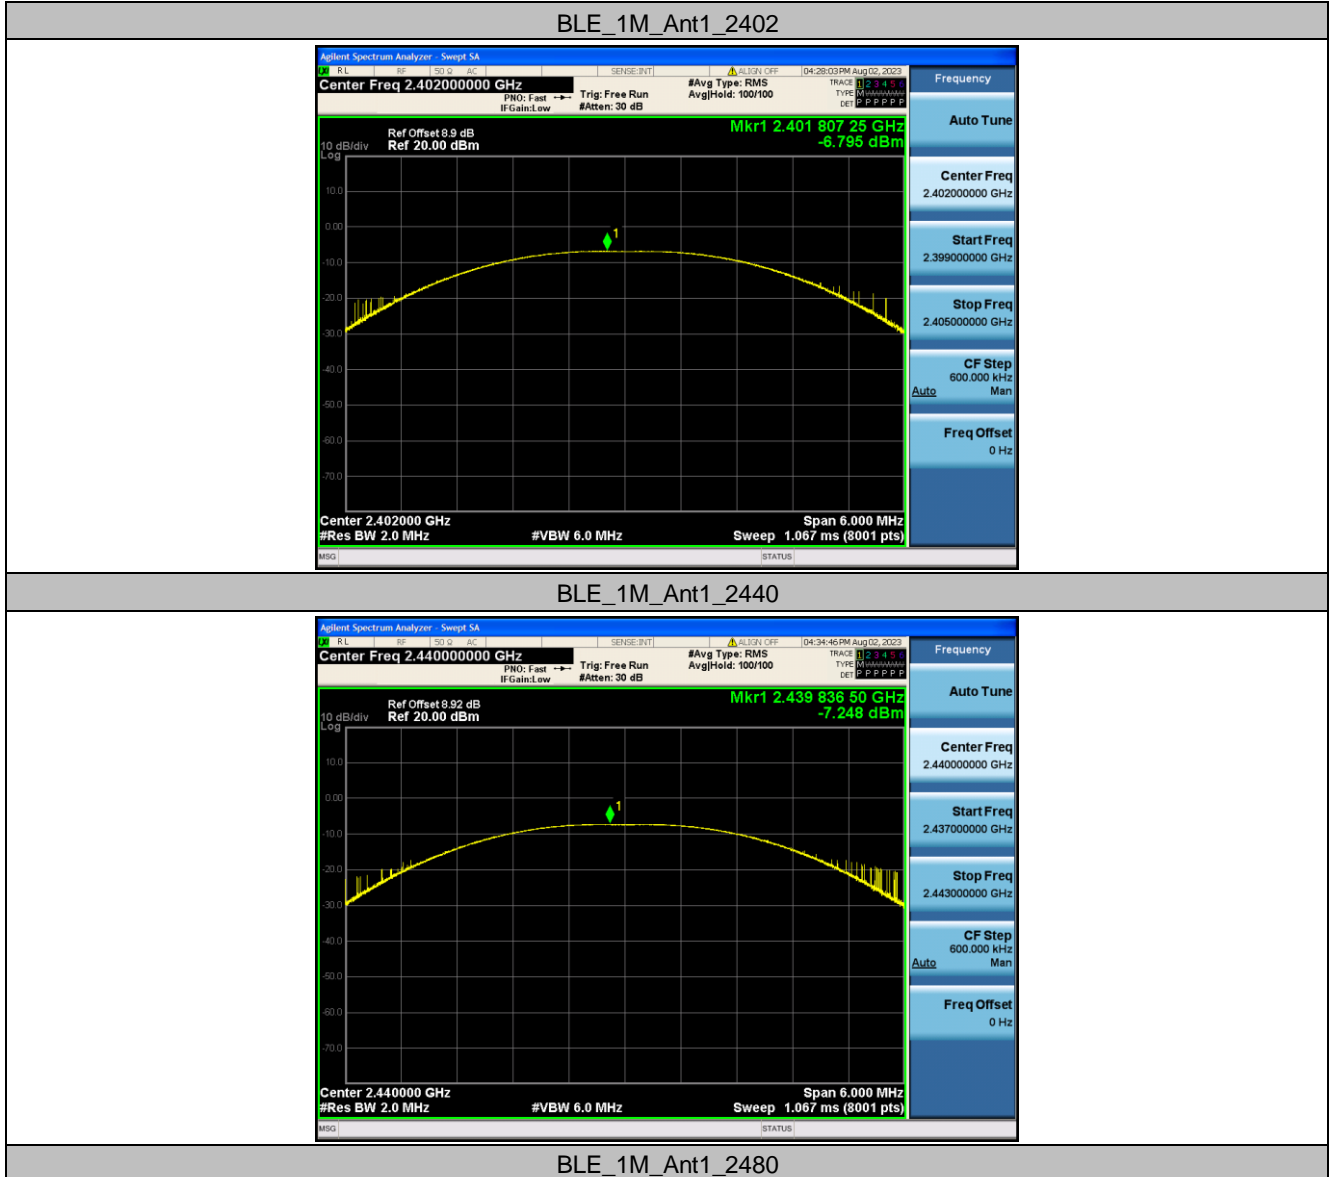 BLE_1M_Ant1_2402
Agilent Spectrum Analyzer - Swept SA
RL RF 50 Ω AC SENSE:INT ALIGN OFF 04:28:03 PM Aug 02, 2023
Center Freq 2.402000000 GHz
PNO: Fast
IFGain:Low
Trig: Free Run
#Atten: 30 dB
#Avg Type: RMS
Avg|Hold: 100/100
TRACE 1 2 3 4 5 6
TYPE M
DET P P P P P P
Ref Offset 8.9 dB
10 dB/div Ref 20.00 dBm
Log
Mkr1 2.401 807 25 GHz
-6.795 dBm
10.0
0.00
-10.0
-20.0
-30.0
-40.0
-50.0
-60.0
-70.0
1
Center 2.402000 GHz Span 6.000 MHz
#Res BW 2.0 MHz #VBW 6.0 MHz Sweep 1.067 ms (8001 pts)
MSG STATUS
Frequency
Auto Tune
Center Freq
2.402000000 GHz
Start Freq
2.399000000 GHz
Stop Freq
2.405000000 GHz
CF Step
600.000 kHz
Auto Man
Freq Offset
0 Hz
BLE_1M_Ant1_2440
Agilent Spectrum Analyzer - Swept SA
RL RF 50 Ω AC SENSE:INT ALIGN OFF 04:34:46 PM Aug 02, 2023
Center Freq 2.440000000 GHz
PNO: Fast
IFGain:Low
Trig: Free Run
#Atten: 30 dB
#Avg Type: RMS
Avg|Hold: 100/100
TRACE 1 2 3 4 5 6
TYPE M
DET P P P P P P
Ref Offset 8.92 dB
10 dB/div Ref 20.00 dBm
Log
Mkr1 2.439 836 50 GHz
-7.248 dBm
10.0
0.00
-10.0
-20.0
-30.0
-40.0
-50.0
-60.0
-70.0
1
Center 2.440000 GHz Span 6.000 MHz
#Res BW 2.0 MHz #VBW 6.0 MHz Sweep 1.067 ms (8001 pts)
MSG STATUS
Frequency
Auto Tune
Center Freq
2.440000000 GHz
Start Freq
2.437000000 GHz
Stop Freq
2.443000000 GHz
CF Step
600.000 kHz
Auto Man
Freq Offset
0 Hz
BLE_1M_Ant1_2480